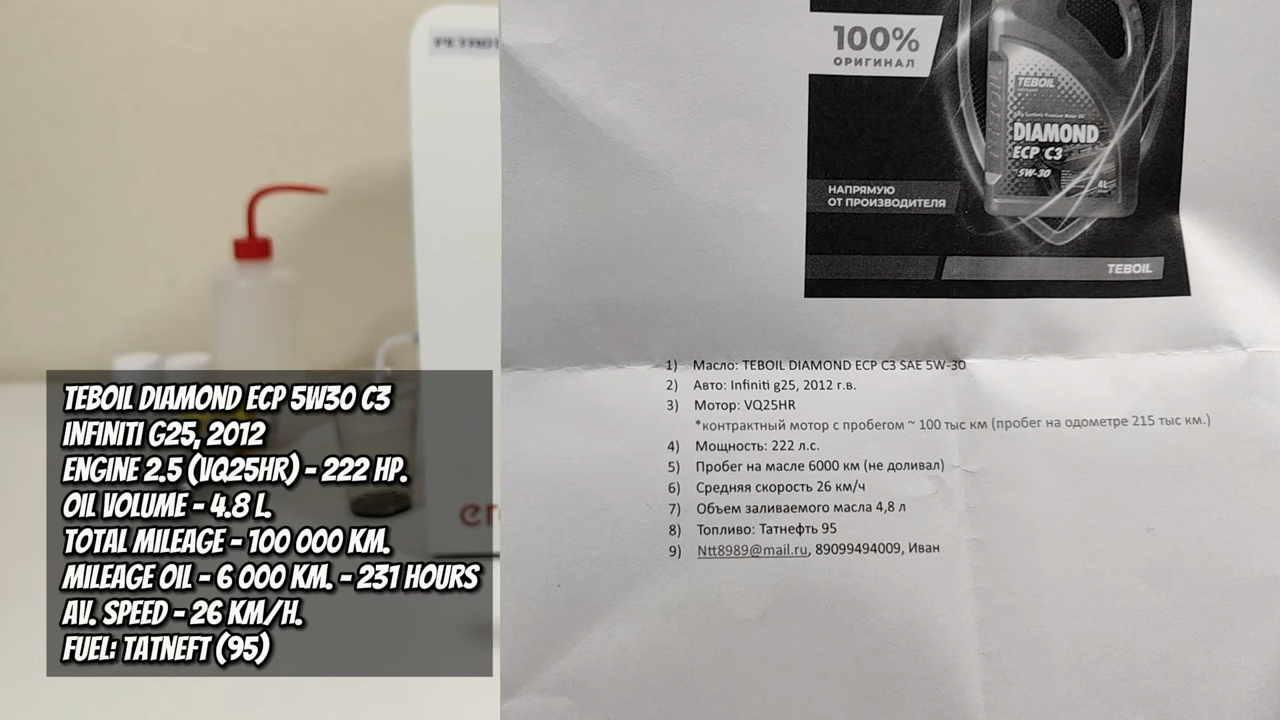 TEBOIL DIAMOND ECP 5W30 C3
INFINITI G25, 2012
ENGINE 2.5 (VQ25HR) - 222 HP.
OIL VOLUME - 4.8 L.
TOTAL MILEAGE - 100 000 KM.
MILEAGE OIL - 6 000 KM. - 231 HOURS
AV. SPEED - 26 KM/H.
FUEL: TATNEFT (95)
100%
ОРИГИНАЛ
TEBOIL
DIAMOND
ECP C3
5W-30
4L
НАПРЯМУЮ
ОТ ПРОИЗВОДИТЕЛЯ
TEBOIL
1) Масло: TEBOIL DIAMOND ECP C3 SAE 5W-30
2) Авто: Infiniti g25, 2012 г.в.
3) Мотор: VQ25HR
*контрактный мотор с пробегом ~ 100 тыс км (пробег на одометре 215 тыс км.)
4) Мощность: 222 л.с.
5) Пробег на масле 6000 км (не доливал)
6) Средняя скорость 26 км/ч
7) Объем заливаемого масла 4,8 л
8) Топливо: Татнефть 95
9) Ntt8989@mail.ru, 89099494009, Иван